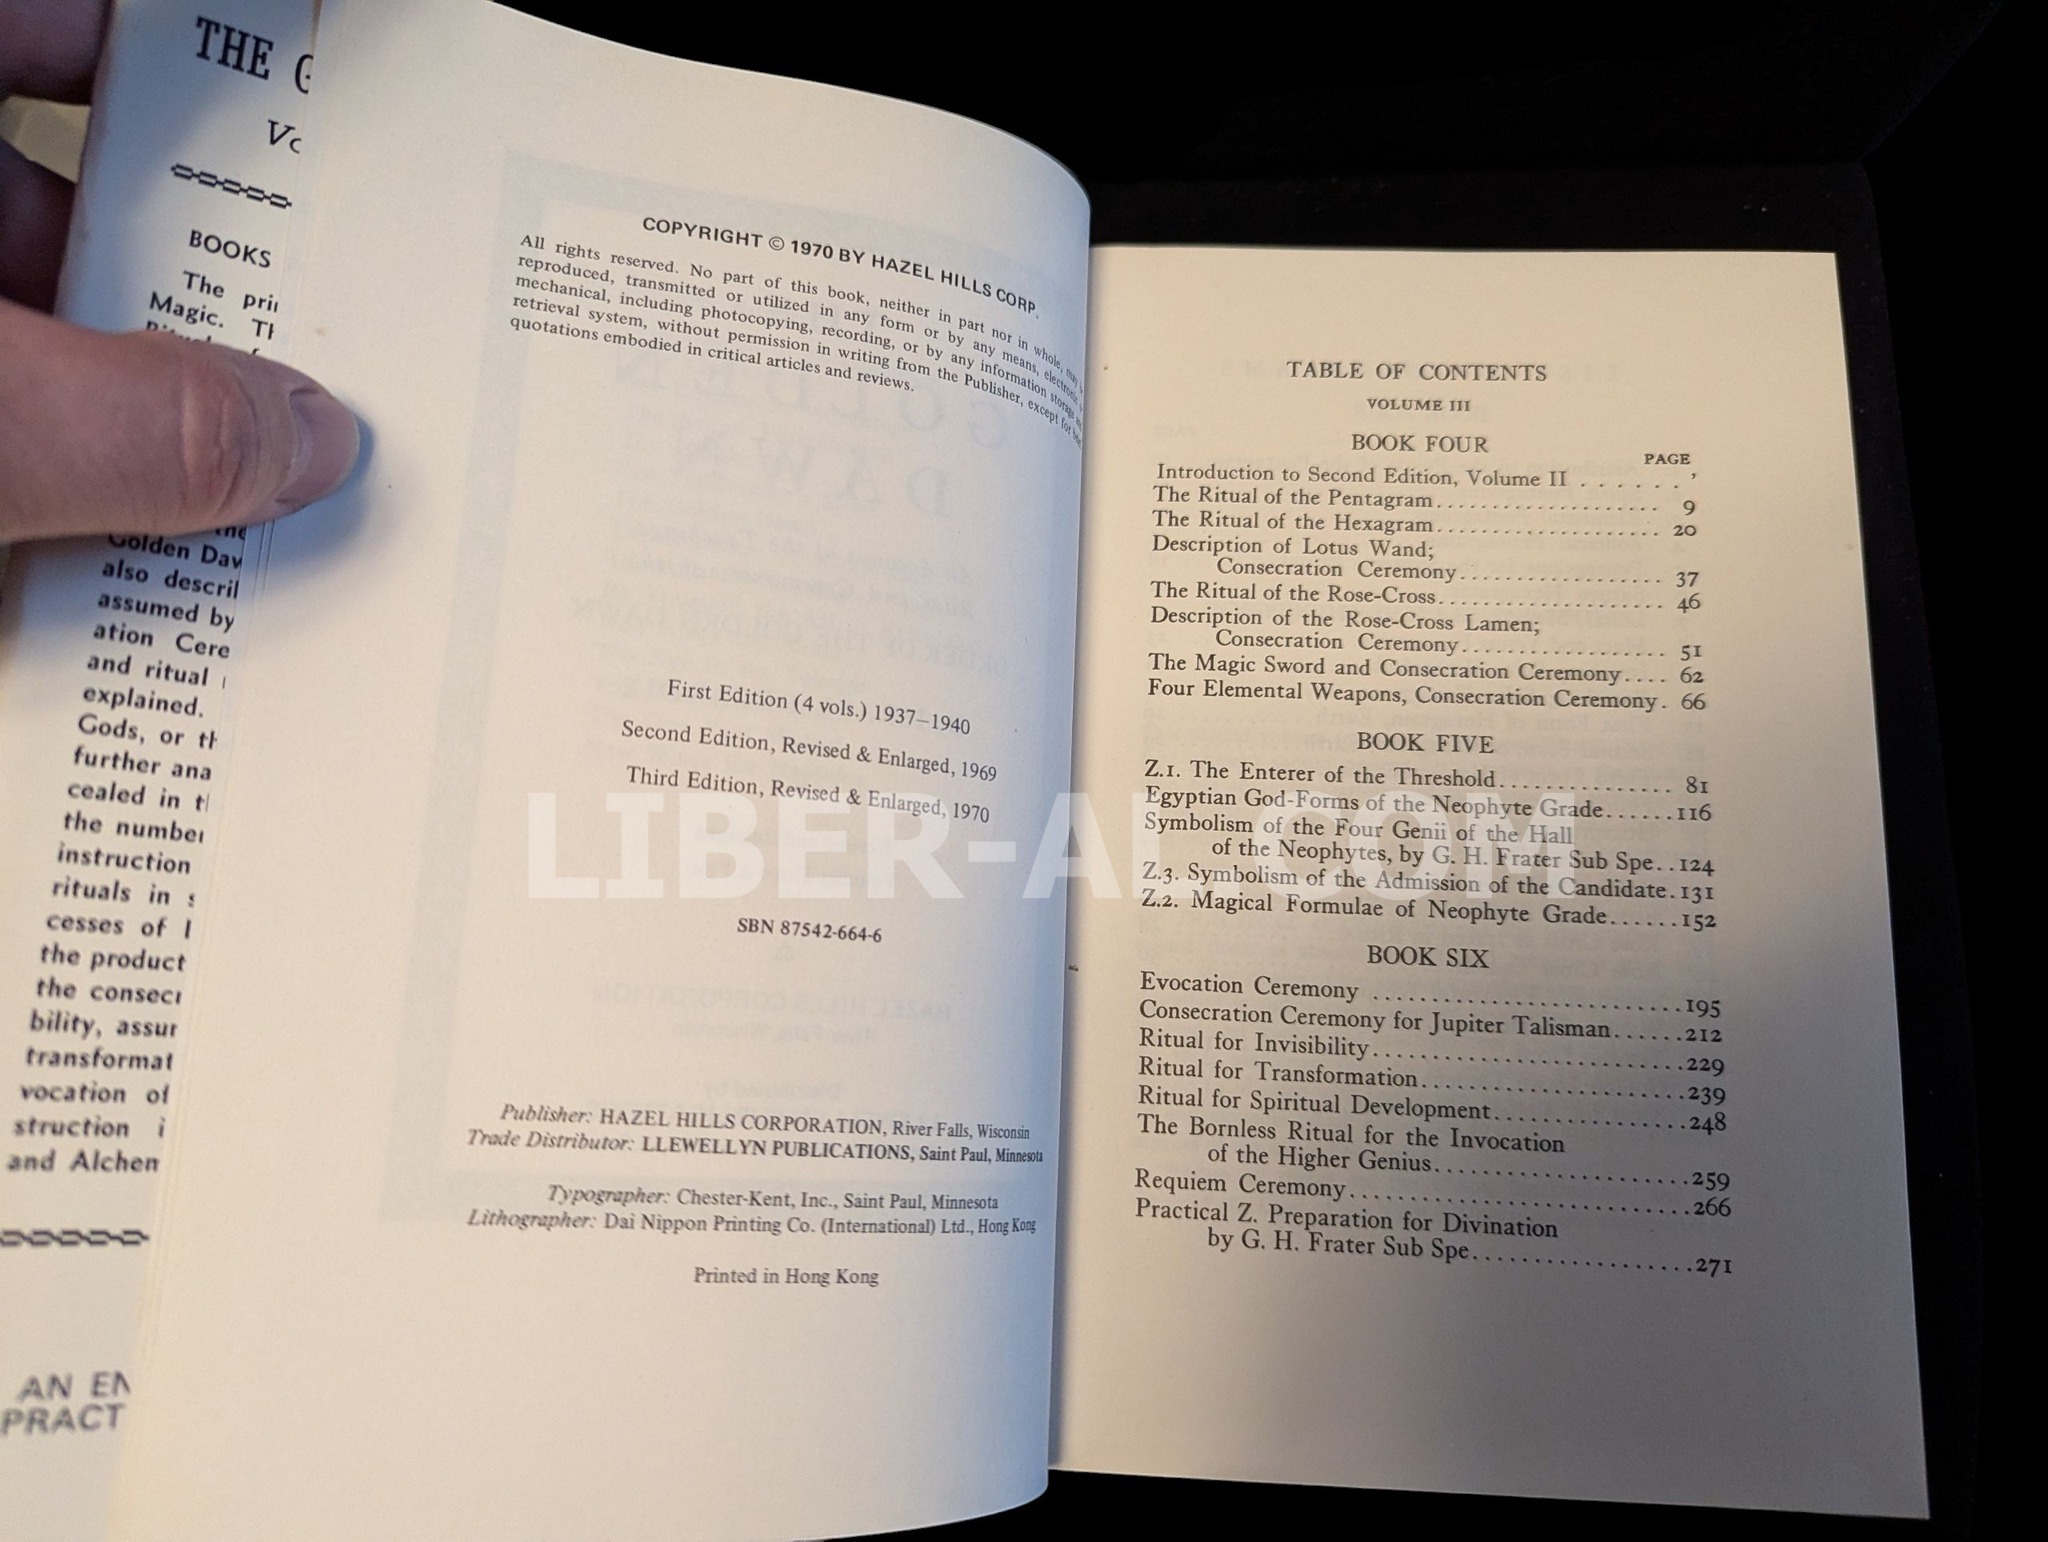 THE G
Vo
BOOKS
The prin
Magic. Th
the
Golden Daw
also descril
assumed by
ation Cere
and ritual
explained.
Gods, or th
further ana
cealed in th
the number
instruction
rituals in s
cesses of I
the product
the consecr
bility, assur
transformat
vocation of
struction i
and Alchem
AN EN
PRACT
COPYRIGHT © 1970 BY HAZEL HILLS CORP.
All rights reserved. No part of this book, neither in part nor in whole, may be
reproduced, transmitted or utilized in any form or by any means, electronic or
mechanical, including photocopying, recording, or by any information storage and
retrieval system, without permission in writing from the Publisher, except for brief
quotations embodied in critical articles and reviews.
First Edition (4 vols.) 1937–1940
Second Edition, Revised & Enlarged, 1969
Third Edition, Revised & Enlarged, 1970
SBN 87542-664-6
Publisher: HAZEL HILLS CORPORATION, River Falls, Wisconsin
Trade Distributor: LLEWELLYN PUBLICATIONS, Saint Paul, Minnesota
Typographer: Chester-Kent, Inc., Saint Paul, Minnesota
Lithographer: Dai Nippon Printing Co. (International) Ltd., Hong Kong
Printed in Hong Kong
TABLE OF CONTENTS
VOLUME III
BOOK FOUR
PAGE
Introduction to Second Edition, Volume II . . . . . . ,
The Ritual of the Pentagram.................... 9
The Ritual of the Hexagram.................... 20
Description of Lotus Wand;
Consecration Ceremony.................. 37
The Ritual of the Rose-Cross.................... 46
Description of the Rose-Cross Lamen;
Consecration Ceremony.................. 51
The Magic Sword and Consecration Ceremony.... 62
Four Elemental Weapons, Consecration Ceremony. 66
BOOK FIVE
Z.1. The Enterer of the Threshold............... 81
Egyptian God-Forms of the Neophyte Grade......116
Symbolism of the Four Genii of the Hall
of the Neophytes, by G. H. Frater Sub Spe..124
Z.3. Symbolism of the Admission of the Candidate.131
Z.2. Magical Formulae of Neophyte Grade......152
BOOK SIX
Evocation Ceremony ..........................195
Consecration Ceremony for Jupiter Talisman......212
Ritual for Invisibility..........................229
Ritual for Transformation......................239
Ritual for Spiritual Development................248
The Bornless Ritual for the Invocation
of the Higher Genius.....................259
Requiem Ceremony............................266
Practical Z. Preparation for Divination
by G. H. Frater Sub Spe..................271
LIBER-AL.COM